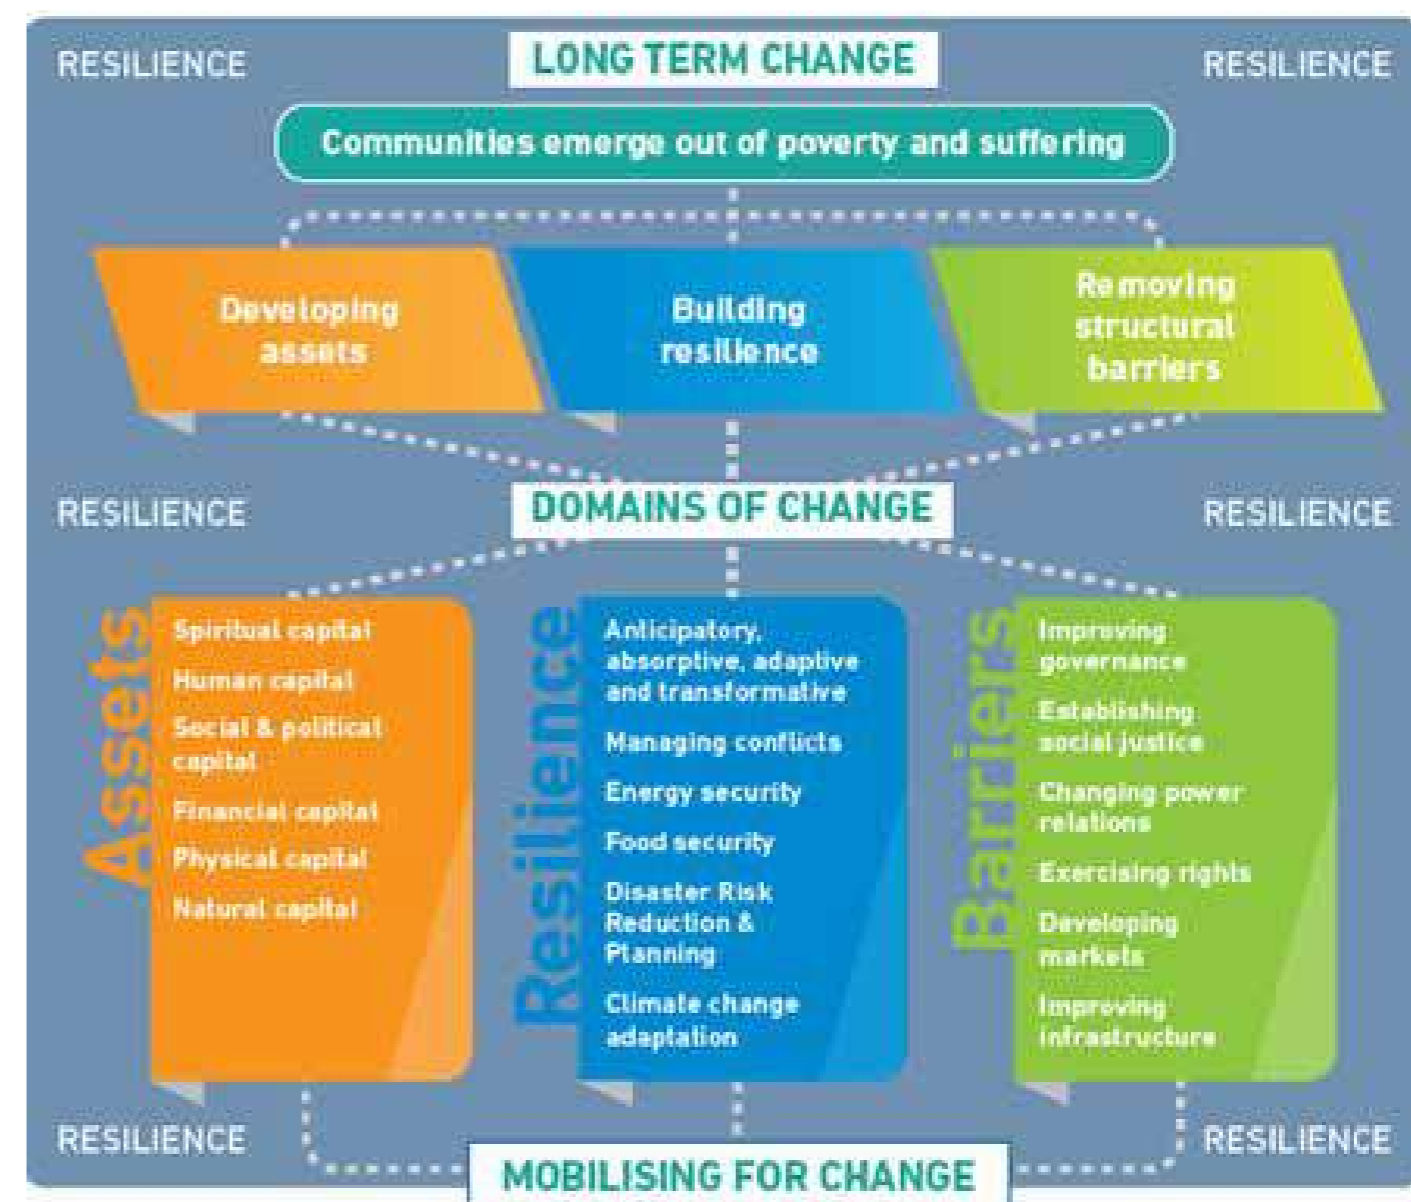 RESILIENCE
LONG TERM CHANGE
RESILIENCE
Communities emerge out of poverty and suffering
Developing
assets
Building
resilience
Removing
structural
barriers
RESILIENCE
DOMAINS OF CHANGE
RESILIENCE
Assets
Spiritual capital
Human capital
Social & political
capital
Financial capital
Physical capital
Natural capital
Resilience
Anticipatory,
absorptive, adaptive
and transformative
Managing conflicts
Energy security
Food security
Disaster Risk
Reduction &
Planning
Climate change
adaptation
Barriers
Improving
governance
Establishing
social justice
Changing power
relations
Exercising rights
Developing
markets
Improving
infrastructure
RESILIENCE
MOBILISING FOR CHANGE
RESILIENCE